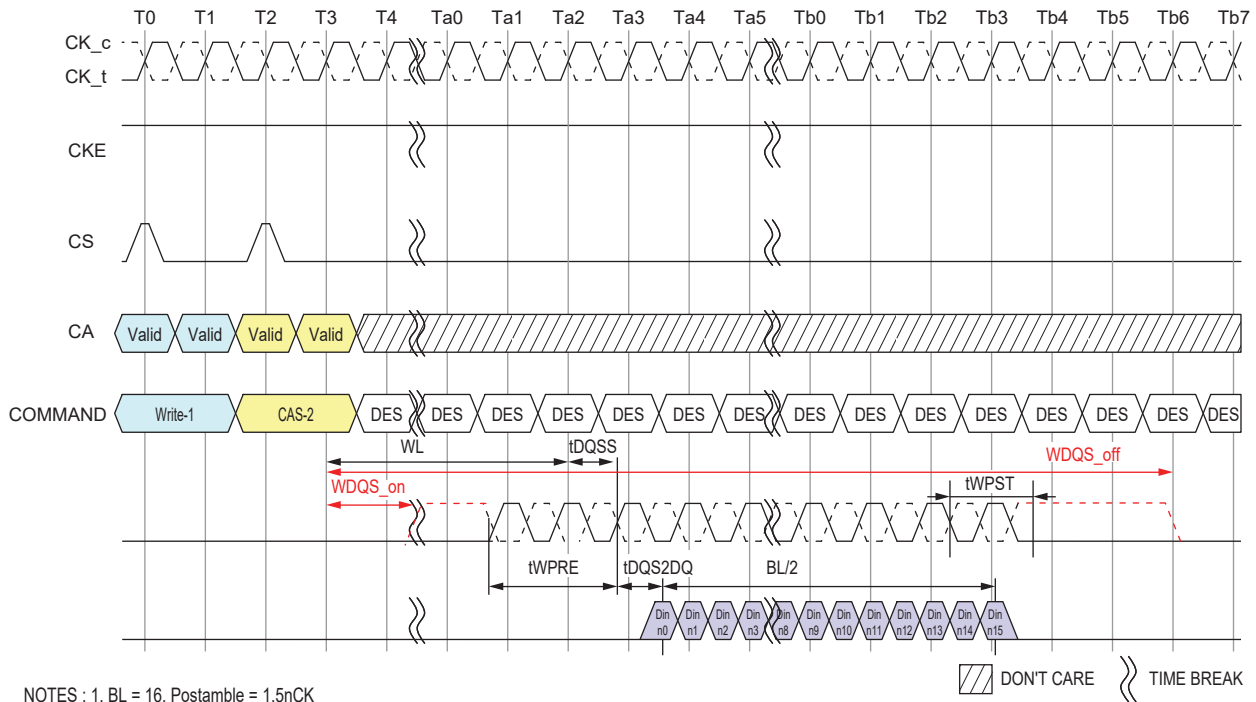 T0 T1 T2 T3 T4 Ta0 Ta1 Ta2 Ta3 Ta4 Ta5 Tb0 Tb1 Tb2 Tb3 Tb4 Tb5 Tb6 Tb7
CK_c
CK_t
CKE
CS
CA Valid Valid Valid Valid
COMMAND Write-1 CAS-2 DES DES DES DES DES DES DES DES DES DES DES DES DES DES DES
WL tDQSS WDQS_off
WDQS_on tWPST
tWPRE tDQS2DQ BL/2
Din Din Din Din Din Din Din Din Din Din Din Din
n0 n1 n2 n3 n8 n9 n10 n11 n12 n13 n14 n15
DON'T CARE TIME BREAK
NOTES : 1. BL = 16, Postamble = 1.5nCK